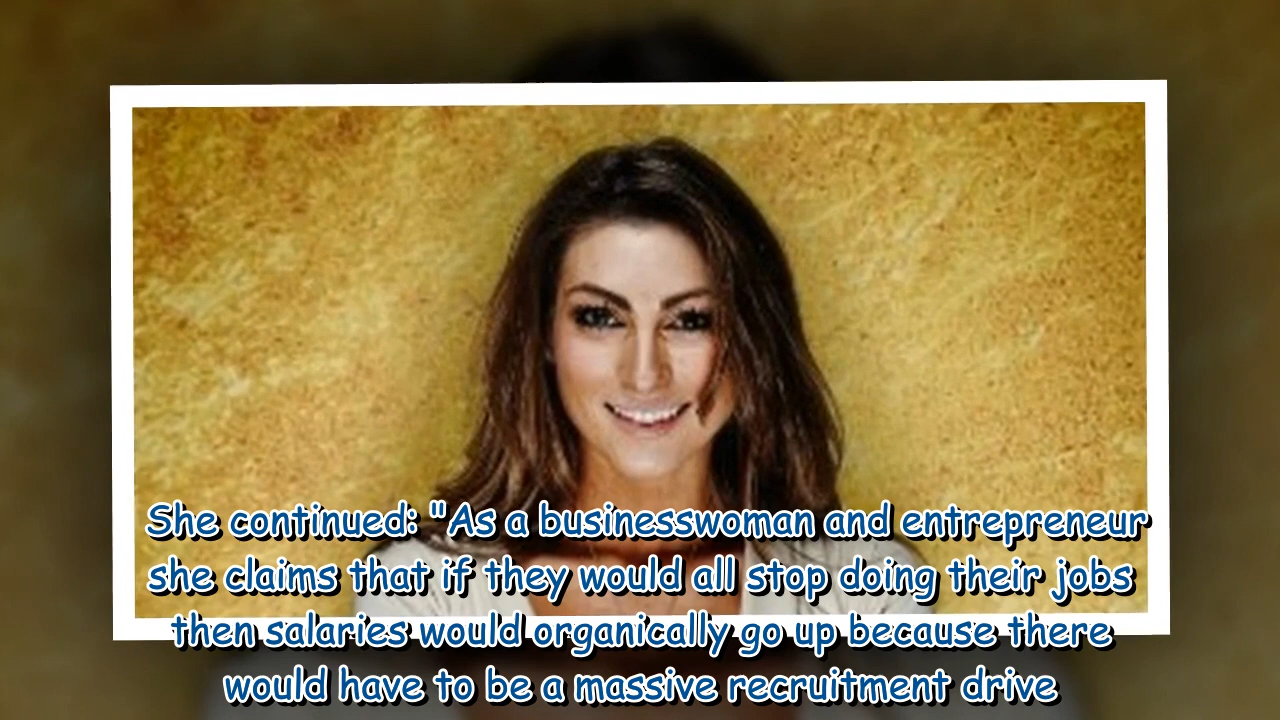 She continued: "As a businesswoman and entrepreneur
she claims that if they would all stop doing their jobs
then salaries would organically go up because there
would have to be a massive recruitment drive